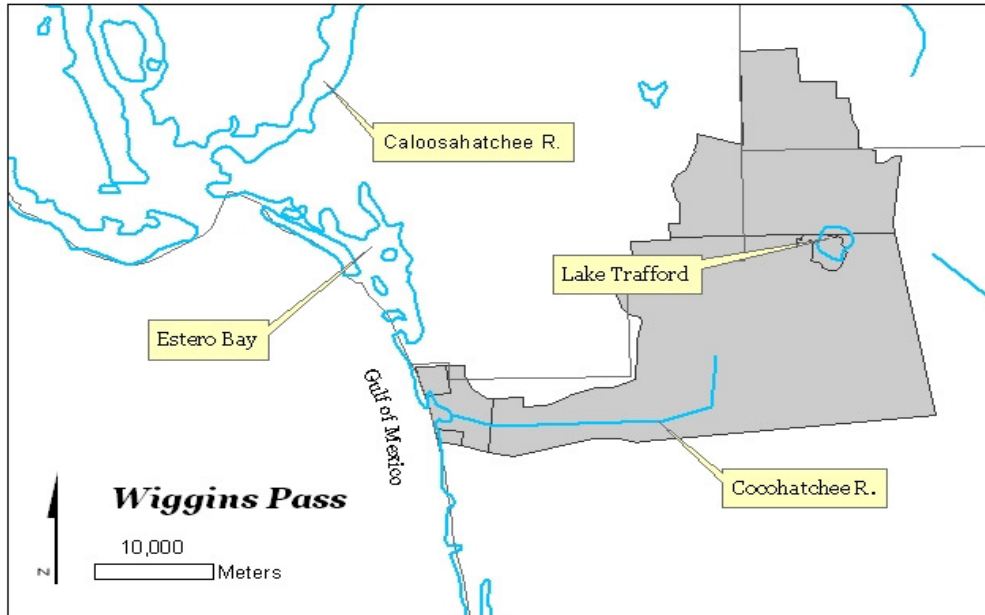 Caloosahatchee R.
Lake Trafford
Estero Bay
Gulf of Mexico
Cocohatchee R.
Wiggins Pass
10,000
Meters
N